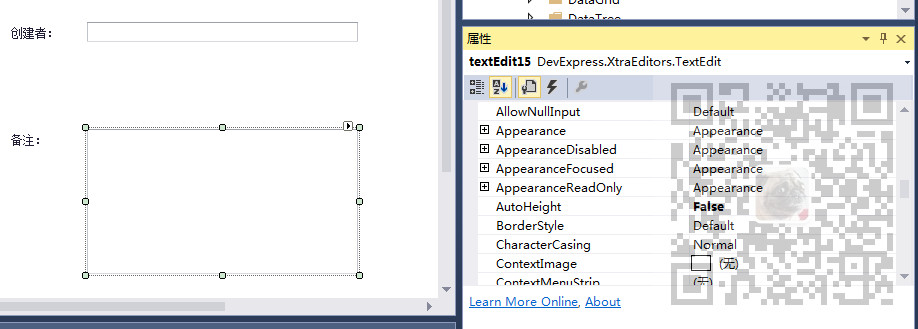 DataGrid
DataTree
创建者：
备注：
属性
textEdit15 DevExpress.XtraEditors.TextEdit
AllowNullInput Default
Appearance Appearance
AppearanceDisabled Appearance
AppearanceFocused Appearance
AppearanceReadOnly Appearance
AutoHeight False
BorderStyle Default
CharacterCasing Normal
ContextImage (无)
ContextMenuStrip (无)
Learn More Online, About